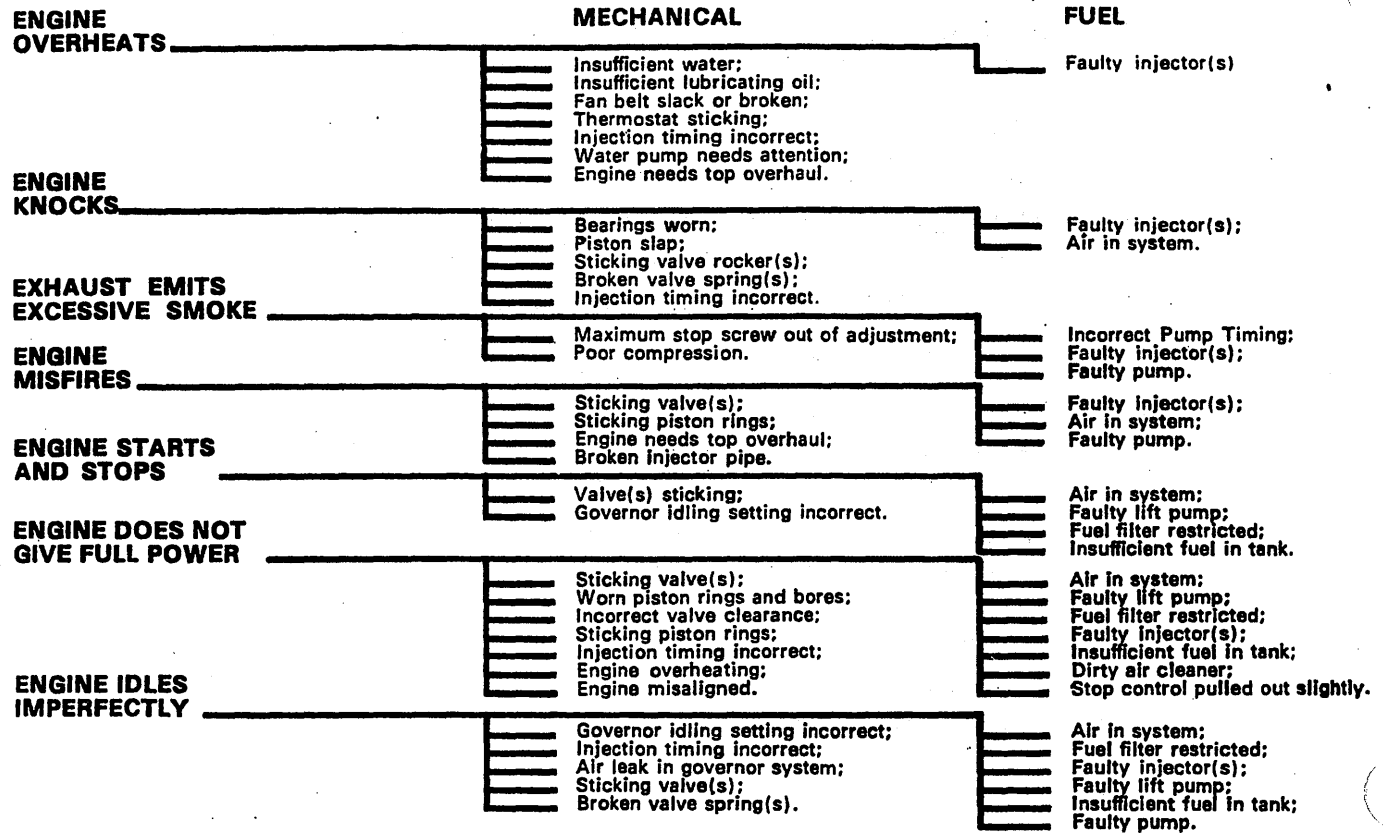 MECHANICAL
FUEL
ENGINE
OVERHEATS
Insufficient water;
Insufficient lubricating oil;
Fan belt slack or broken;
Thermostat sticking;
Injection timing incorrect;
Water pump needs attention;
Engine needs top overhaul.
Faulty injector(s)
ENGINE
KNOCKS
Bearings worn;
Piston slap;
Sticking valve rocker(s);
Broken valve spring(s);
Injection timing incorrect.
Faulty injector(s);
Air in system.
EXHAUST EMITS
EXCESSIVE SMOKE
Maximum stop screw out of adjustment;
Poor compression.
Incorrect Pump Timing;
Faulty injector(s);
Faulty pump.
ENGINE
MISFIRES
Sticking valve(s);
Sticking piston rings;
Engine needs top overhaul;
Broken injector pipe.
Faulty injector(s);
Air in system;
Faulty pump.
ENGINE STARTS
AND STOPS
Valve(s) sticking;
Governor idling setting incorrect.
Air in system;
Faulty lift pump;
Fuel filter restricted;
Insufficient fuel in tank.
ENGINE DOES NOT
GIVE FULL POWER
Sticking valve(s);
Worn piston rings and bores;
Incorrect valve clearance;
Sticking piston rings;
Injection timing incorrect;
Engine overheating;
Engine misaligned.
Air in system;
Faulty lift pump;
Fuel filter restricted;
Faulty injector(s);
Insufficient fuel in tank;
Dirty air cleaner;
Stop control pulled out slightly.
ENGINE IDLES
IMPERFECTLY
Governor idling setting incorrect;
Injection timing incorrect;
Air leak in governor system;
Sticking valve(s);
Broken valve spring(s).
Air in system;
Fuel filter restricted;
Faulty injector(s);
Faulty lift pump;
Insufficient fuel in tank;
Faulty pump.